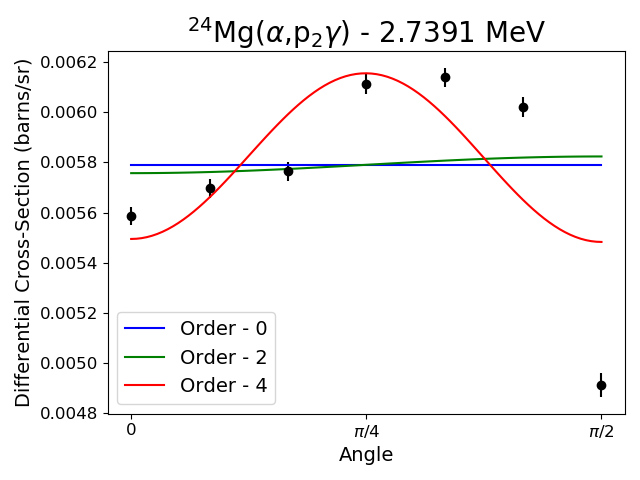 ²⁴Mg(α,p₂γ) - 2.7391 MeV
Differential Cross-Section (barns/sr)
0.0062
0.0060
0.0058
0.0056
0.0054
0.0052
0.0050
0.0048
Order - 0
Order - 2
Order - 4
0
π/4
π/2
Angle